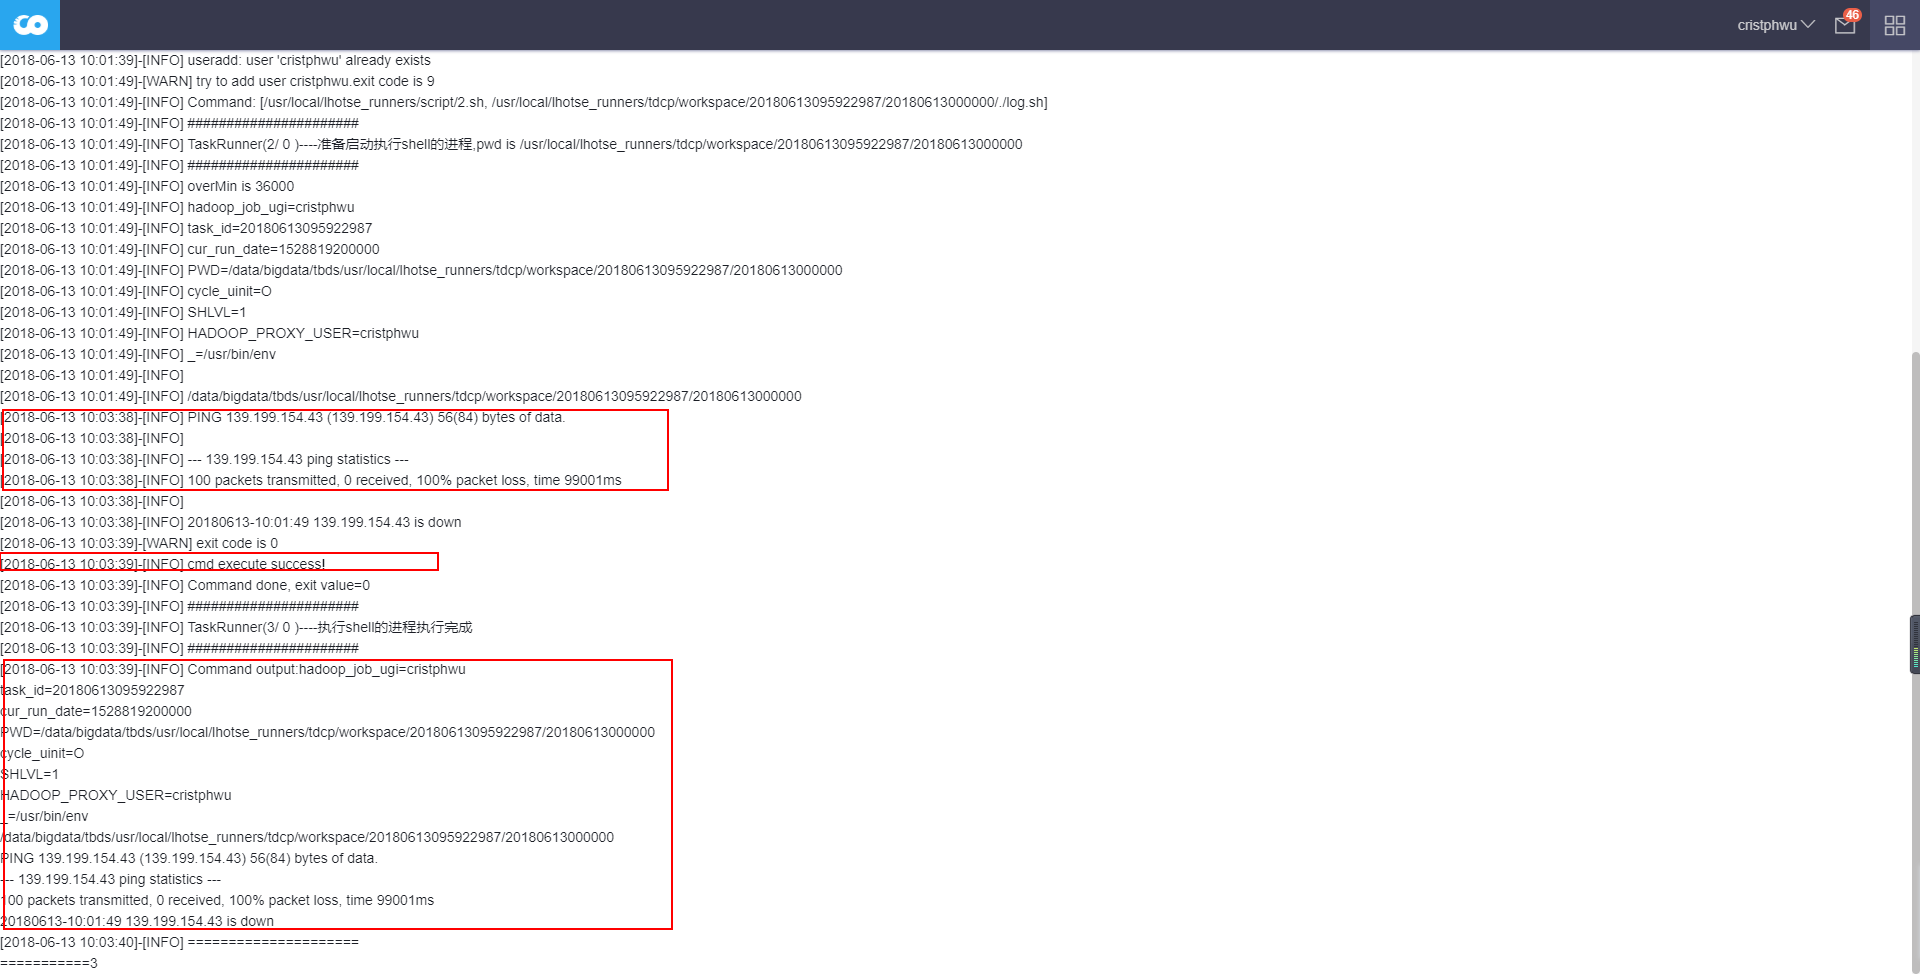 cristphwu
46
[2018-06-13 10:01:39]-[INFO] useradd: user 'cristphwu' already exists
[2018-06-13 10:01:49]-[WARN] try to add user cristphwu.exit code is 9
[2018-06-13 10:01:49]-[INFO] Command: [/usr/local/lhotse_runners/script/2.sh, /usr/local/lhotse_runners/tdcp/workspace/20180613095922987/20180613000000/./log.sh]
[2018-06-13 10:01:49]-[INFO] ######################
[2018-06-13 10:01:49]-[INFO] TaskRunner(2/ 0 )----准备启动执行shell的进程,pwd is /usr/local/lhotse_runners/tdcp/workspace/20180613095922987/20180613000000
[2018-06-13 10:01:49]-[INFO] ######################
[2018-06-13 10:01:49]-[INFO] overMin is 36000
[2018-06-13 10:01:49]-[INFO] hadoop_job_ugi=cristphwu
[2018-06-13 10:01:49]-[INFO] task_id=20180613095922987
[2018-06-13 10:01:49]-[INFO] cur_run_date=1528819200000
[2018-06-13 10:01:49]-[INFO] PWD=/data/bigdata/tbds/usr/local/lhotse_runners/tdcp/workspace/20180613095922987/20180613000000
[2018-06-13 10:01:49]-[INFO] cycle_uinit=O
[2018-06-13 10:01:49]-[INFO] SHLVL=1
[2018-06-13 10:01:49]-[INFO] HADOOP_PROXY_USER=cristphwu
[2018-06-13 10:01:49]-[INFO] _=/usr/bin/env
[2018-06-13 10:01:49]-[INFO]
[2018-06-13 10:01:49]-[INFO] /data/bigdata/tbds/usr/local/lhotse_runners/tdcp/workspace/20180613095922987/20180613000000
[2018-06-13 10:03:38]-[INFO] PING 139.199.154.43 (139.199.154.43) 56(84) bytes of data.
[2018-06-13 10:03:38]-[INFO]
[2018-06-13 10:03:38]-[INFO] --- 139.199.154.43 ping statistics ---
[2018-06-13 10:03:38]-[INFO] 100 packets transmitted, 0 received, 100% packet loss, time 99001ms
[2018-06-13 10:03:38]-[INFO]
[2018-06-13 10:03:38]-[INFO] 20180613-10:01:49 139.199.154.43 is down
[2018-06-13 10:03:39]-[WARN] exit code is 0
[2018-06-13 10:03:39]-[INFO] cmd execute success!
[2018-06-13 10:03:39]-[INFO] Command done, exit value=0
[2018-06-13 10:03:39]-[INFO] ######################
[2018-06-13 10:03:39]-[INFO] TaskRunner(3/ 0 )----执行shell的进程执行完成
[2018-06-13 10:03:39]-[INFO] ######################
[2018-06-13 10:03:39]-[INFO] Command output:hadoop_job_ugi=cristphwu
task_id=20180613095922987
cur_run_date=1528819200000
PWD=/data/bigdata/tbds/usr/local/lhotse_runners/tdcp/workspace/20180613095922987/20180613000000
cycle_uinit=O
SHLVL=1
HADOOP_PROXY_USER=cristphwu
_=/usr/bin/env
/data/bigdata/tbds/usr/local/lhotse_runners/tdcp/workspace/20180613095922987/20180613000000
PING 139.199.154.43 (139.199.154.43) 56(84) bytes of data.
--- 139.199.154.43 ping statistics ---
100 packets transmitted, 0 received, 100% packet loss, time 99001ms
20180613-10:01:49 139.199.154.43 is down
[2018-06-13 10:03:40]-[INFO] =====================
===========3